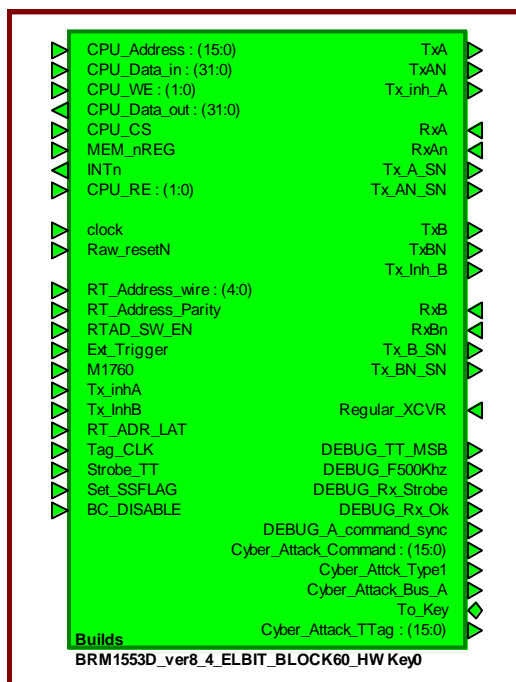 CPU_Address : (15:0) TxA
CPU_Data_in : (31:0) TxAN
CPU_WE : (1:0) Tx_inh_A
CPU_Data_out : (31:0)
CPU_CS RxA
MEM_nREG RxAn
INTn Tx_A_SN
CPU_RE : (1:0) Tx_AN_SN
clock TxB
Raw_resetN TxBN
Tx_Inh_B
RT_Address_wire : (4:0)
RT_Address_Parity RxB
RTAD_SW_EN RxBn
Ext_Trigger Tx_B_SN
M1760 Tx_BN_SN
Tx_inhA
Tx_InhB Regular_XCVR
RT_ADR_LAT
Tag_CLK DEBUG_TT_MSB
Strobe_TT DEBUG_F500Khz
Set_SSFLAG DEBUG_Rx_Strobe
BC_DISABLE DEBUG_Rx_Ok
DEBUG_A_command_sync
Cyber_Attack_Command : (15:0)
Cyber_Attck_Type1
Cyber_Attack_Bus_A
To_Key
Cyber_Attack_TTag : (15:0)
Builds
BRM1553D_ver8_4_ELBIT_BLOCK60_HW Key0